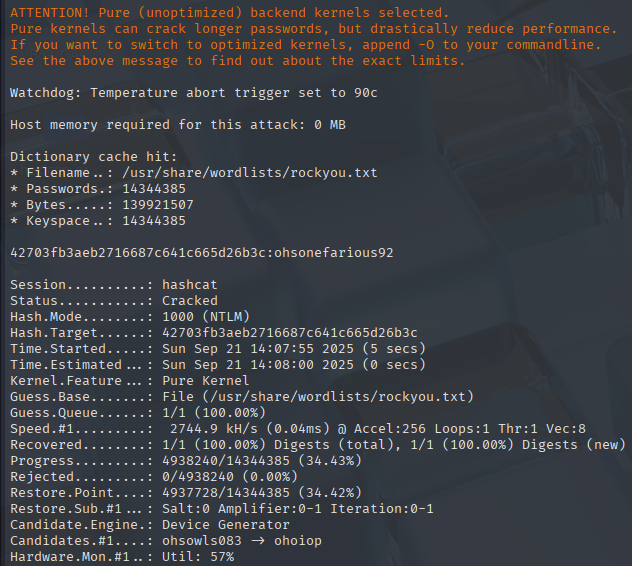 ATTENTION! Pure (unoptimized) backend kernels selected.
Pure kernels can crack longer passwords, but drastically reduce performance.
If you want to switch to optimized kernels, append -O to your commandline.
See the above message to find out about the exact limits.

Watchdog: Temperature abort trigger set to 90c

Host memory required for this attack: 0 MB

Dictionary cache hit:
* Filename..: /usr/share/wordlists/rockyou.txt
* Passwords.: 14344385
* Bytes.....: 139921507
* Keyspace..: 14344385

42703fb3aeb2716687c641c665d26b3c:ohsonefarious92

Session..........: hashcat
Status...........: Cracked
Hash.Mode........: 1000 (NTLM)
Hash.Target......: 42703fb3aeb2716687c641c665d26b3c
Time.Started.....: Sun Sep 21 14:07:55 2025 (5 secs)
Time.Estimated...: Sun Sep 21 14:08:00 2025 (0 secs)
Kernel.Feature...: Pure Kernel
Guess.Base.......: File (/usr/share/wordlists/rockyou.txt)
Guess.Queue......: 1/1 (100.00%)
Speed.#1.........:  2744.9 kH/s (0.04ms) @ Accel:256 Loops:1 Thr:1 Vec:8
Recovered........: 1/1 (100.00%) Digests (total), 1/1 (100.00%) Digests (new)
Progress.........: 4938240/14344385 (34.43%)
Rejected.........: 0/4938240 (0.00%)
Restore.Point....: 4937728/14344385 (34.42%)
Restore.Sub.#1...: Salt:0 Amplifier:0-1 Iteration:0-1
Candidate.Engine.: Device Generator
Candidates.#1....: ohsowls083 -> ohoiop
Hardware.Mon.#1..: Util: 57%